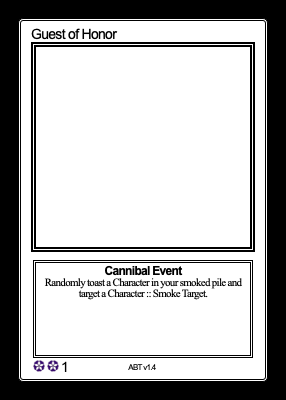 Guest of Honor
Cannibal Event
Randomly toast a Character in your smoked pile and
target a Character :: Smoke Target.
1
ABT v1.4